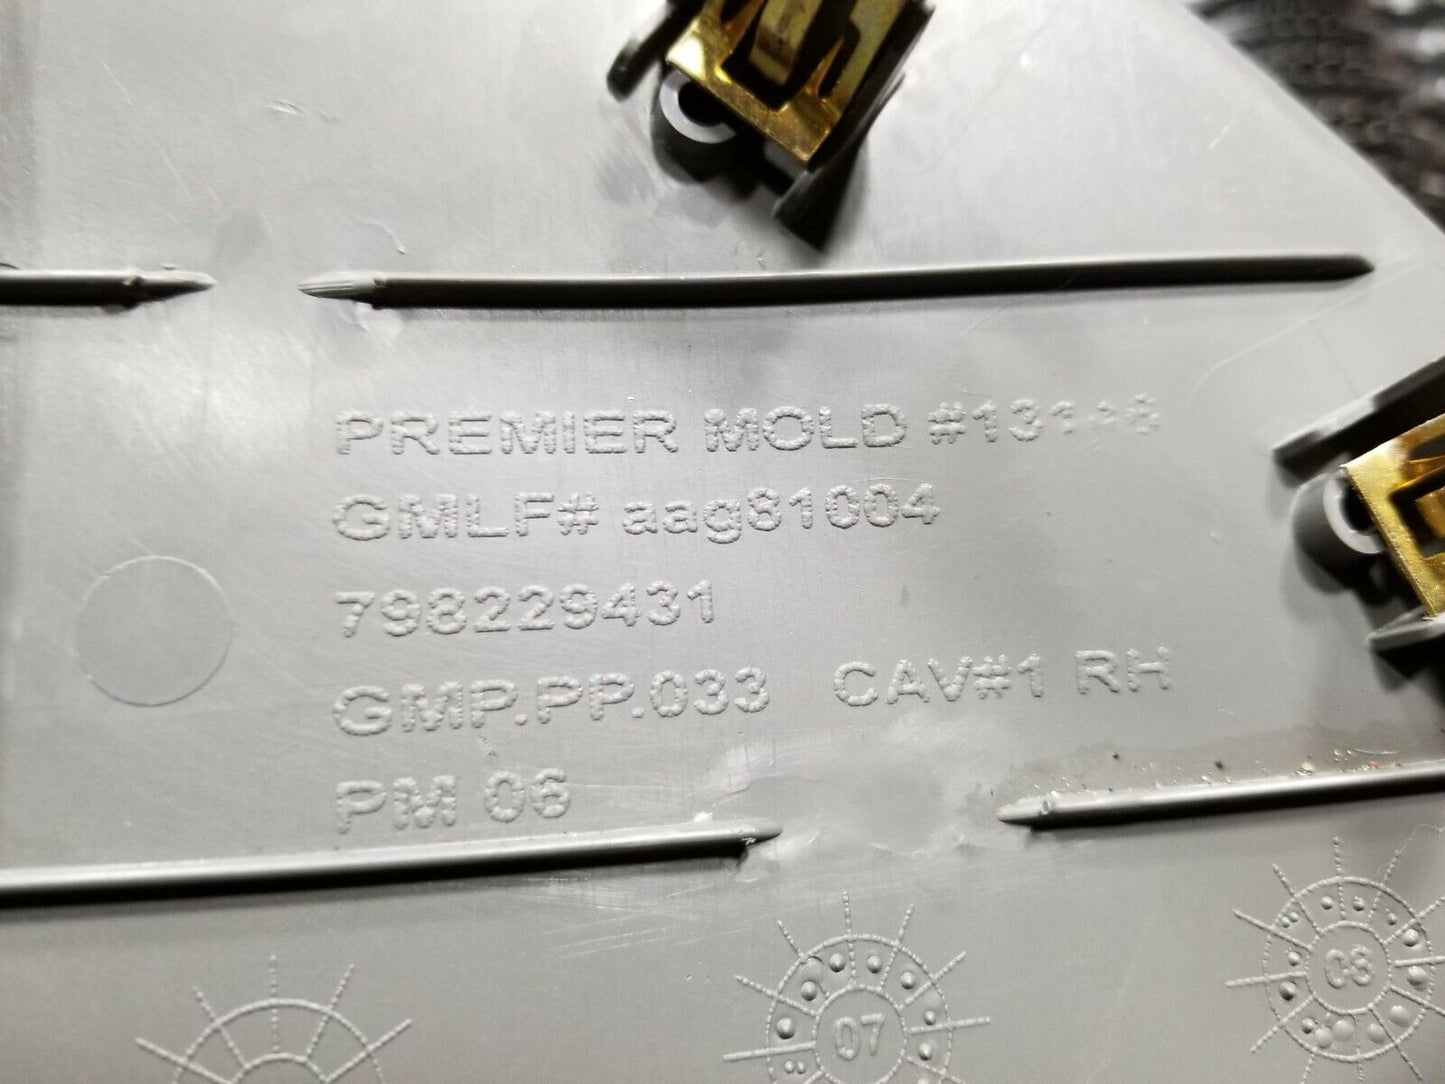 PREMIER MOLD
GMLF# aag81004
798229431
GMP.PP.033 CAV#1 RH
PM 06
07
08